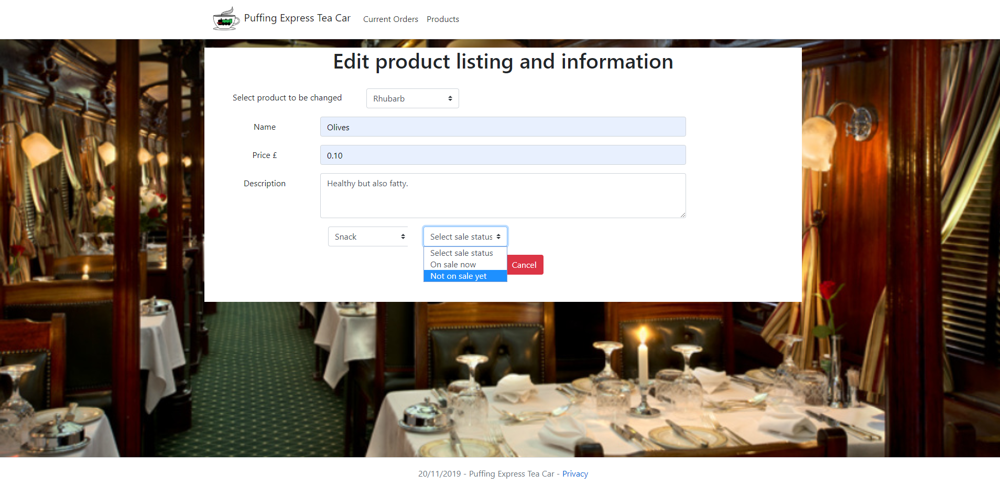 Puffing Express Tea Car Current Orders Products
Edit product listing and information
Select product to be changed Rhubarb
Name Olives
Price £ 0.10
Description Healthy but also fatty.
Snack Select sale status
Select sale status
On sale now
Cancel
Not on sale yet
20/11/2019 - Puffing Express Tea Car - Privacy